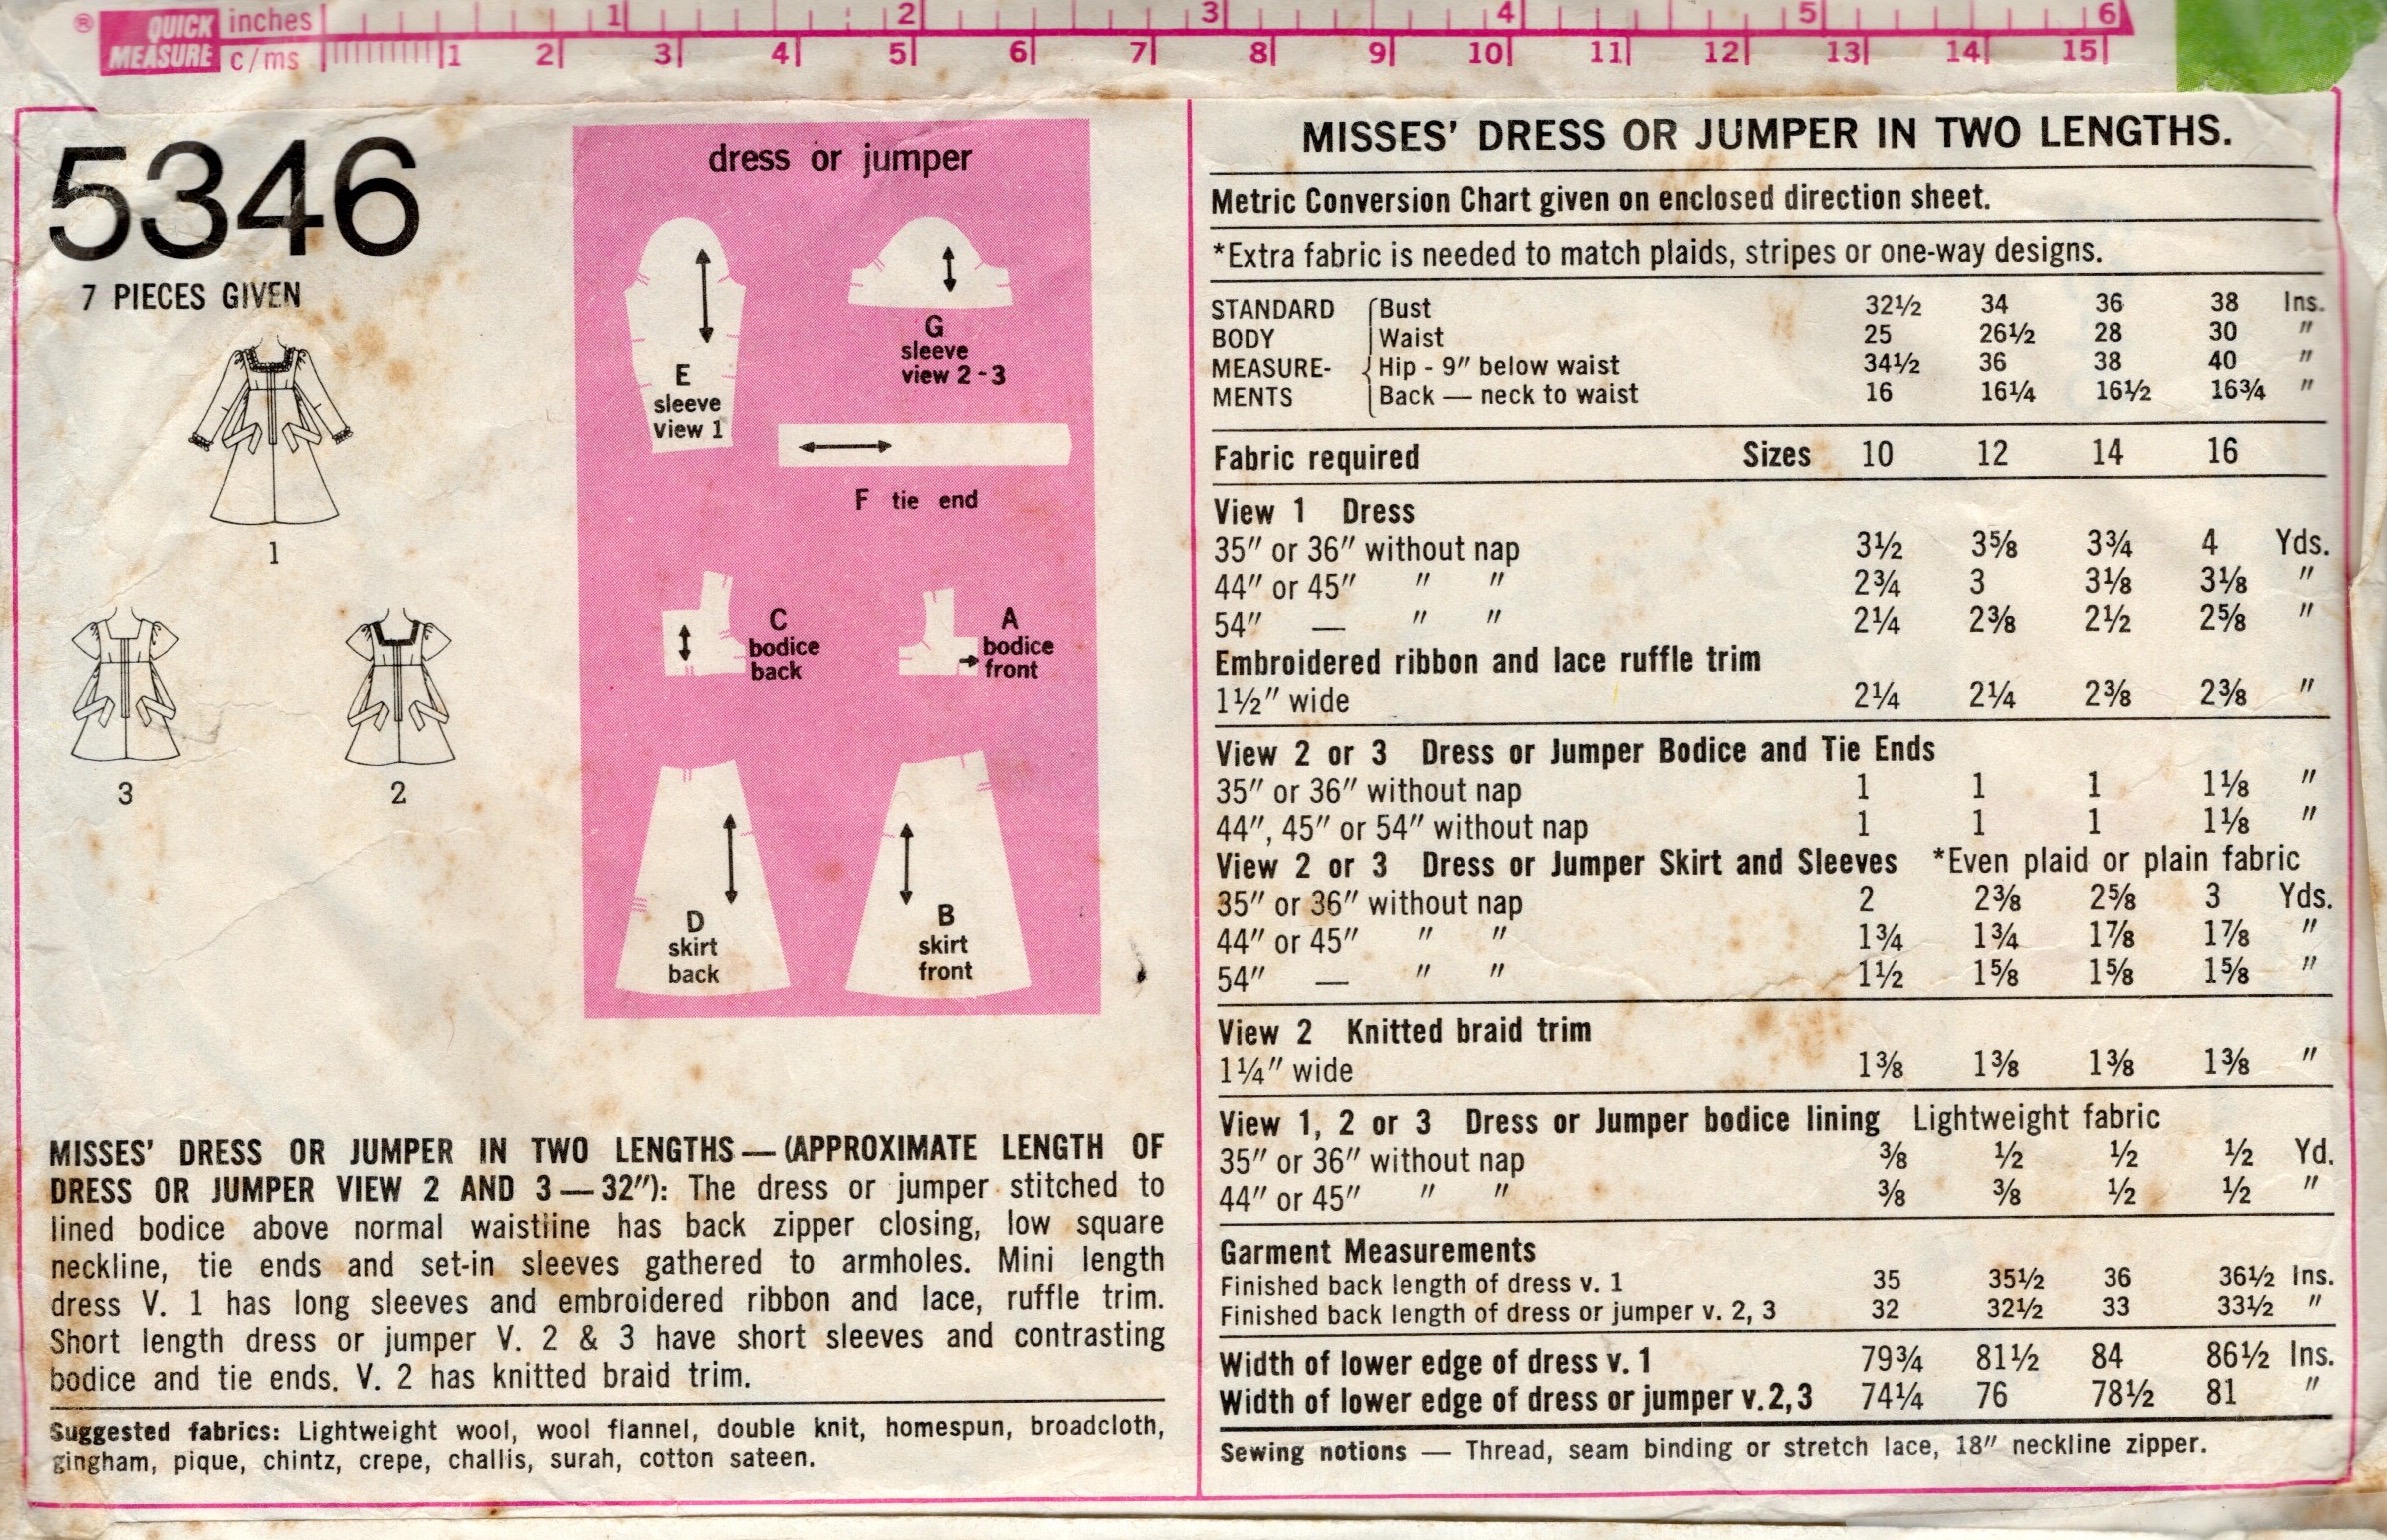 ® QUICK MEASURE
inches 1 2 3 4 5 6
c/ms 1 2 3 4 5 6 7 8 9 10 11 12 13 14 15
5346
7 PIECES GIVEN
1
3 2
dress or jumper
E
sleeve
view 1
G
sleeve
view 2-3
F tie end
C
bodice
back
A
bodice
front
D
skirt
back
B
skirt
front
MISSES' DRESS OR JUMPER IN TWO LENGTHS — (APPROXIMATE LENGTH OF
DRESS OR JUMPER VIEW 2 AND 3 — 32"): The dress or jumper stitched to
lined bodice above normal waistline has back zipper closing, low square
neckline, tie ends and set-in sleeves gathered to armholes. Mini length
dress V. 1 has long sleeves and embroidered ribbon and lace, ruffle trim.
Short length dress or jumper V. 2 & 3 have short sleeves and contrasting
bodice and tie ends. V. 2 has knitted braid trim.
Suggested fabrics: Lightweight wool, wool flannel, double knit, homespun, broadcloth,
gingham, pique, chintz, crepe, challis, surah, cotton sateen.
MISSES' DRESS OR JUMPER IN TWO LENGTHS.
Metric Conversion Chart given on enclosed direction sheet.
*Extra fabric is needed to match plaids, stripes or one-way designs.
STANDARD Bust 32½ 34 36 38 Ins.
BODY Waist 25 26½ 28 30 "
MEASURE- Hip - 9" below waist 34½ 36 38 40 "
MENTS Back — neck to waist 16 16¼ 16½ 16¾ "
Fabric required Sizes 10 12 14 16
View 1 Dress
35" or 36" without nap 3½ 3⅝ 3¾ 4 Yds.
44" or 45" " " 2¾ 3 3⅛ 3⅛ "
54" — " " 2¼ 2⅜ 2½ 2⅝ "
Embroidered ribbon and lace ruffle trim
1½" wide 2¼ 2¼ 2⅜ 2⅜ "
View 2 or 3 Dress or Jumper Bodice and Tie Ends
35" or 36" without nap 1 1 1 1⅛ "
44", 45" or 54" without nap 1 1 1 1⅛ "
View 2 or 3 Dress or Jumper Skirt and Sleeves *Even plaid or plain fabric
35" or 36" without nap 2 2⅜ 2⅝ 3 Yds.
44" or 45" " " 1¾ 1¾ 1⅞ 1⅞ "
54" — " " 1½ 1⅝ 1⅝ 1⅝ "
View 2 Knitted braid trim
1¼" wide 1⅜ 1⅜ 1⅜ 1⅜ "
View 1, 2 or 3 Dress or Jumper bodice lining Lightweight fabric
35" or 36" without nap ⅜ ½ ½ ½ Yd.
44" or 45" " " ⅜ ⅜ ½ ½ "
Garment Measurements
Finished back length of dress v. 1 35 35½ 36 36½ Ins.
Finished back length of dress or jumper v. 2, 3 32 32½ 33 33½ "
Width of lower edge of dress v. 1 79¾ 81½ 84 86½ Ins.
Width of lower edge of dress or jumper v. 2, 3 74¼ 76 78½ 81 "
Sewing notions — Thread, seam binding or stretch lace, 18" neckline zipper.